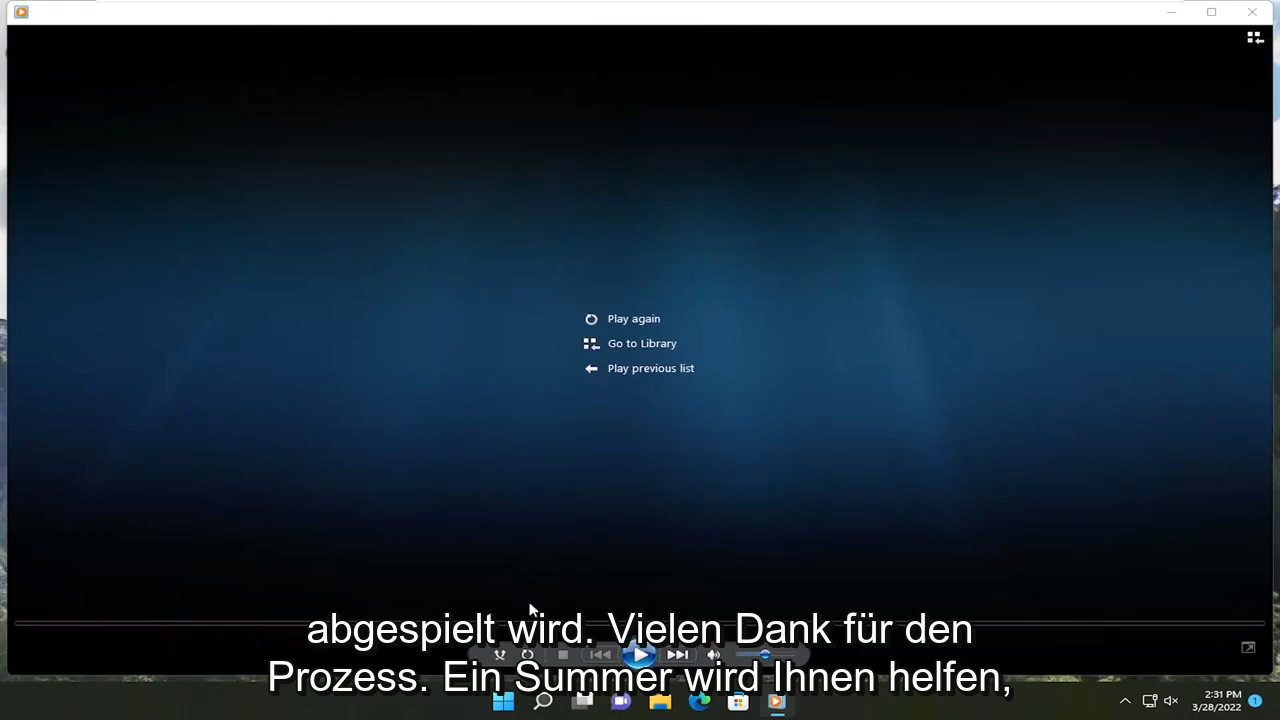 Play again
Go to Library
Play previous list
abgespielt wird. Vielen Dank für den
Prozess. Ein Summer wird Ihnen helfen,
2:31 PM
3/28/2022
1